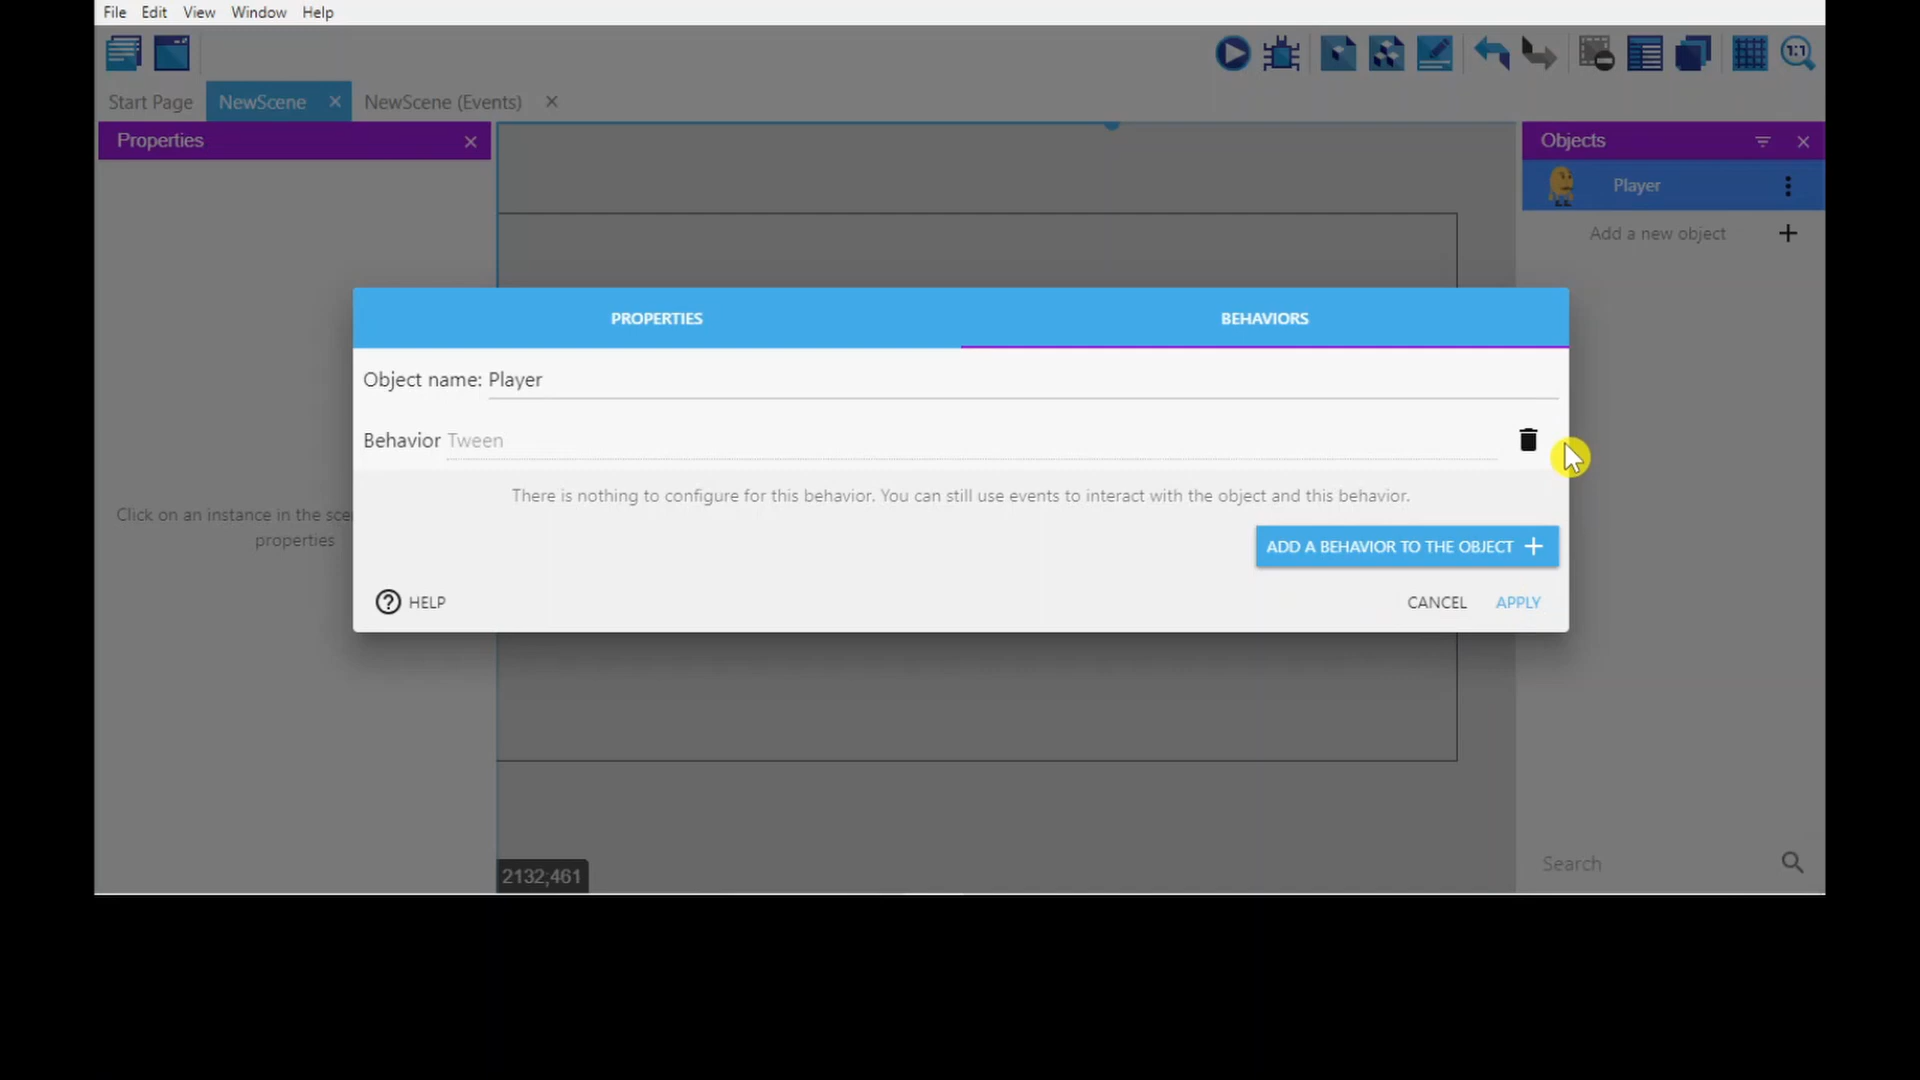 File Edit View Window Help
1:1
Start Page NewScene NewScene (Events)
Properties
Objects
Player
Add a new object
PROPERTIES BEHAVIORS
Object name: Player
Behavior Tween
There is nothing to configure for this behavior. You can still use events to interact with the object and this behavior.
Click on an instance in the sce
properties
ADD A BEHAVIOR TO THE OBJECT
? HELP
CANCEL APPLY
Search
2132;461